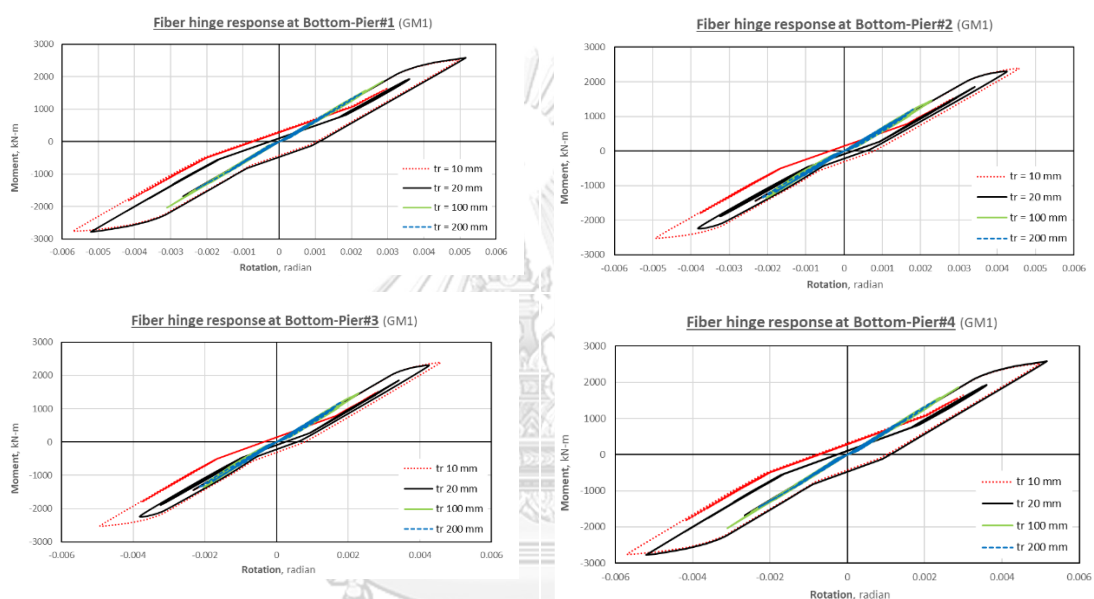 Fiber hinge response at Bottom-Pier#1 (GM1)
3000
2000
1000
0
-1000
-2000
-3000
-0.006 -0.005 -0.004 -0.003 -0.002 -0.001 0 0.001 0.002 0.003 0.004 0.005 0.006
Moment, kN-m
Rotation, radian
tr = 10 mm
tr = 20 mm
tr = 100 mm
tr = 200 mm
Fiber hinge response at Bottom-Pier#2 (GM1)
3000
2000
1000
0
-1000
-2000
-3000
-0.006 -0.005 -0.004 -0.003 -0.002 -0.001 0 0.001 0.002 0.003 0.004 0.005 0.006
Moment, kN-m
Rotation, radian
tr = 10 mm
tr = 20 mm
tr = 100 mm
tr = 200 mm
Fiber hinge response at Bottom-Pier#3 (GM1)
3000
2000
1000
0
-1000
-2000
-3000
-0.006 -0.004 -0.002 0 0.002 0.004 0.006
Moment, kN-m
Rotation, radian
tr 10 mm
tr 20 mm
tr 100 mm
tr 200 mm
Fiber hinge response at Bottom-Pier#4 (GM1)
3000
2000
1000
0
-1000
-2000
-3000
-0.006 -0.004 -0.002 0 0.002 0.004 0.006
Moment, kN-m
Rotation, radian
tr = 10 mm
tr = 20 mm
tr = 100 mm
tr = 200 mm